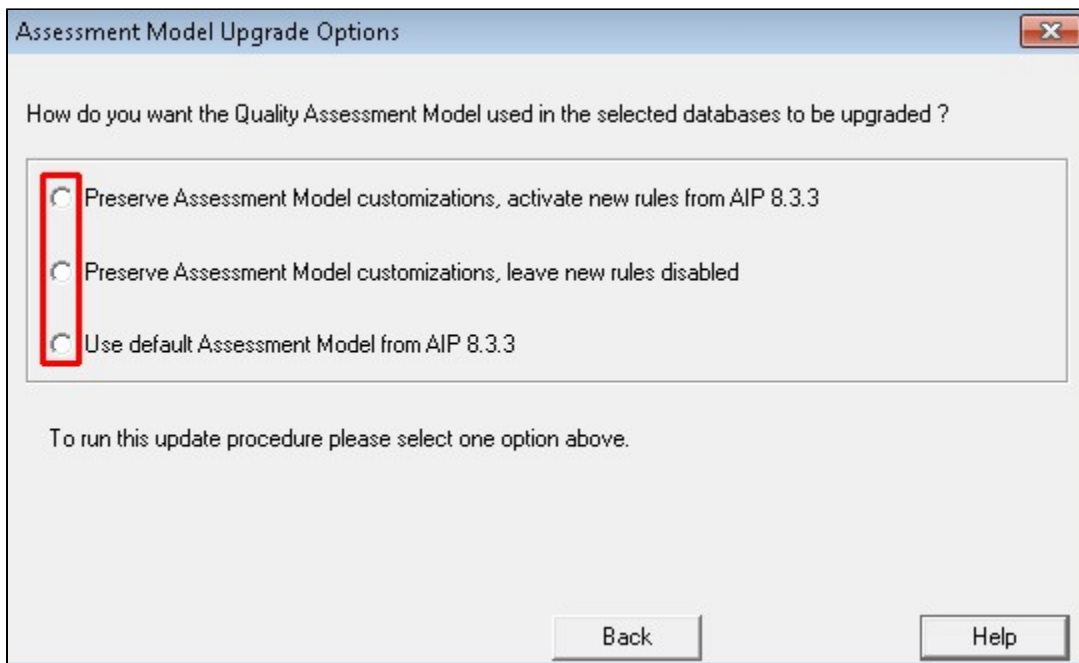 Assessment Model Upgrade Options
How do you want the Quality Assessment Model used in the selected databases to be upgraded ?
Preserve Assessment Model customizations, activate new rules from AIP 8.3.3
Preserve Assessment Model customizations, leave new rules disabled
Use default Assessment Model from AIP 8.3.3
To run this update procedure please select one option above.
Back
Help